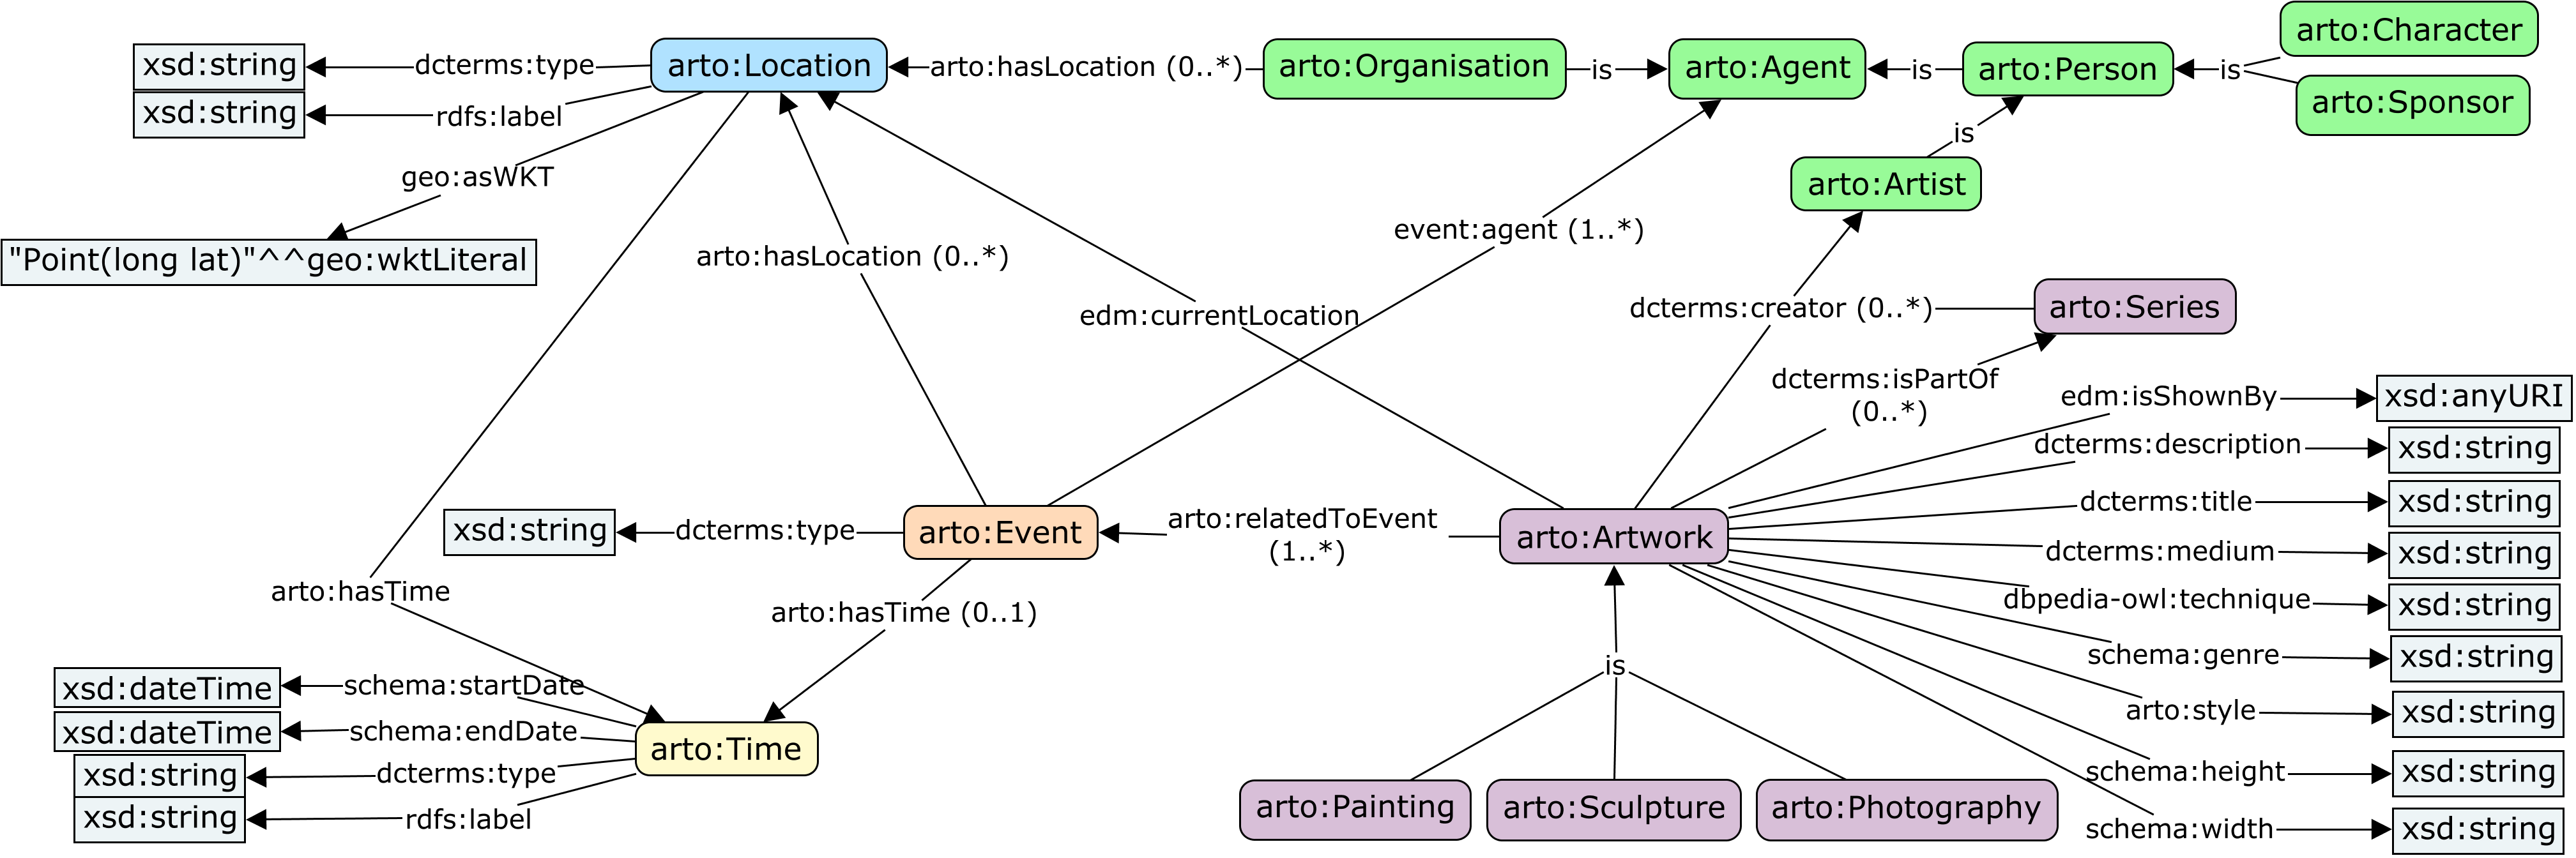 arto:Character
xsd:string
dcterms:type
arto:Location
arto:hasLocation (0..*)
arto:Organisation
is
arto:Agent
is
arto:Person
is
arto:Sponsor
xsd:string
rdfs:label
is
geo:asWKT
arto:Artist
"Point(long lat)"^^geo:wktLiteral
arto:hasLocation (0..*)
event:agent (1..*)
edm:currentLocation
dcterms:creator (0..*)
arto:Series
dcterms:isPartOf
(0..*)
edm:isShownBy
xsd:anyURI
dcterms:description
xsd:string
dcterms:title
xsd:string
xsd:string
dcterms:type
arto:Event
arto:relatedToEvent
(1..*)
arto:Artwork
dcterms:medium
xsd:string
arto:hasTime
arto:hasTime (0..1)
dbpedia-owl:technique
xsd:string
is
schema:genre
xsd:string
xsd:dateTime
schema:startDate
arto:style
xsd:string
xsd:dateTime
schema:endDate
arto:Time
xsd:string
dcterms:type
schema:height
xsd:string
xsd:string
rdfs:label
arto:Painting
arto:Sculpture
arto:Photography
schema:width
xsd:string